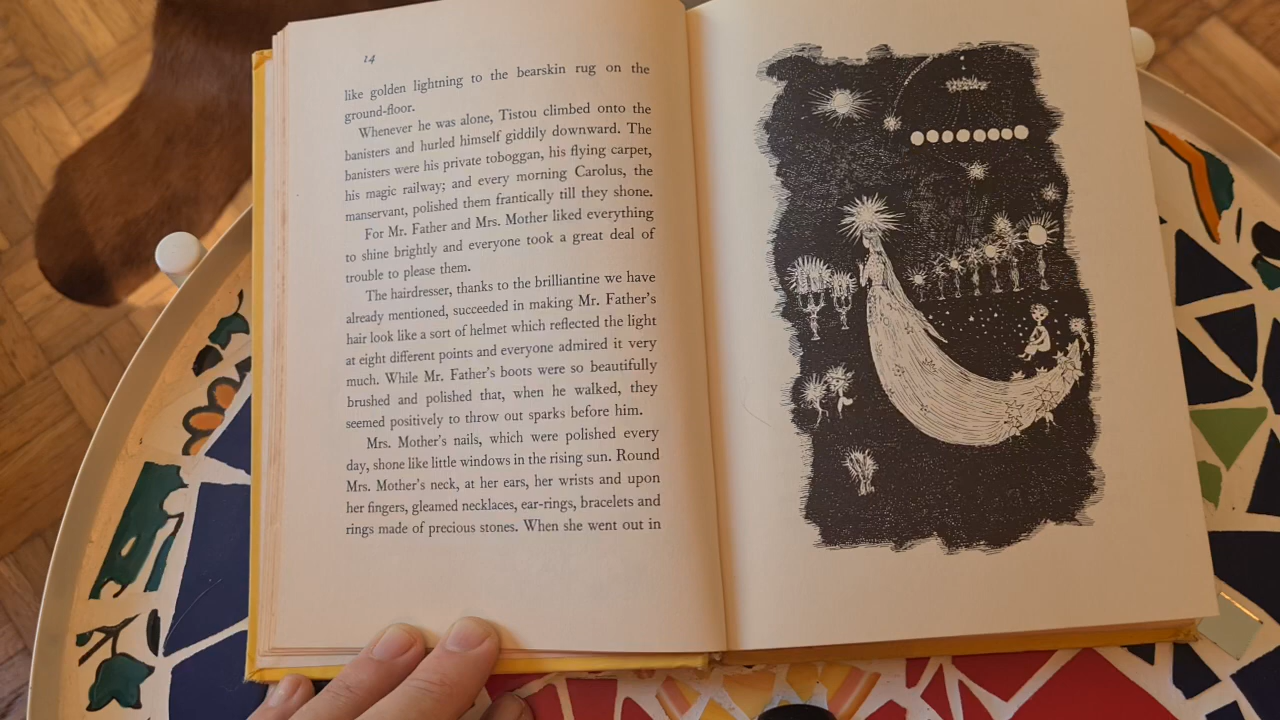 14
like golden lightning to the bearskin rug on the
ground-floor.
Whenever he was alone, Tistou climbed onto the
banisters and hurled himself giddily downward. The
banisters were his private toboggan, his flying carpet,
his magic railway; and every morning Carolus, the
manservant, polished them frantically till they shone.
For Mr. Father and Mrs. Mother liked everything
to shine brightly and everyone took a great deal of
trouble to please them.
The hairdresser, thanks to the brilliantine we have
already mentioned, succeeded in making Mr. Father's
hair look like a sort of helmet which reflected the light
at eight different points and everyone admired it very
much. While Mr. Father's boots were so beautifully
brushed and polished that, when he walked, they
seemed positively to throw out sparks before him.
Mrs. Mother's nails, which were polished every
day, shone like little windows in the rising sun. Round
Mrs. Mother's neck, at her ears, her wrists and upon
her fingers, gleamed necklaces, ear-rings, bracelets and
rings made of precious stones. When she went out in